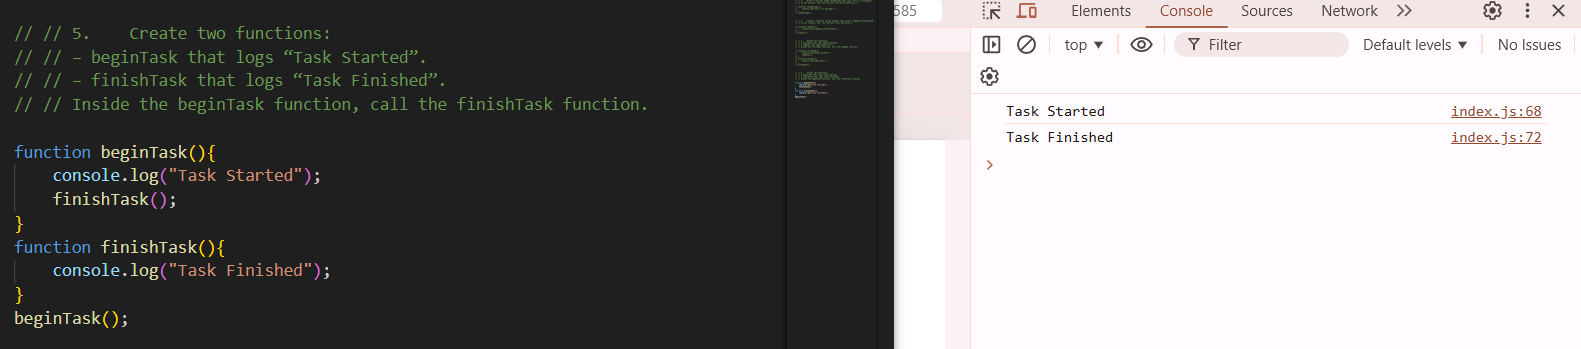 // // 5.    Create two functions:
// // – beginTask that logs “Task Started”.
// // – finishTask that logs “Task Finished”.
// // Inside the beginTask function, call the finishTask function.
function beginTask(){
    console.log("Task Started");
    finishTask();
}
function finishTask(){
    console.log("Task Finished");
}
beginTask();
585
Elements Console Sources Network
top Filter Default levels No Issues
Task Started index.js:68
Task Finished index.js:72